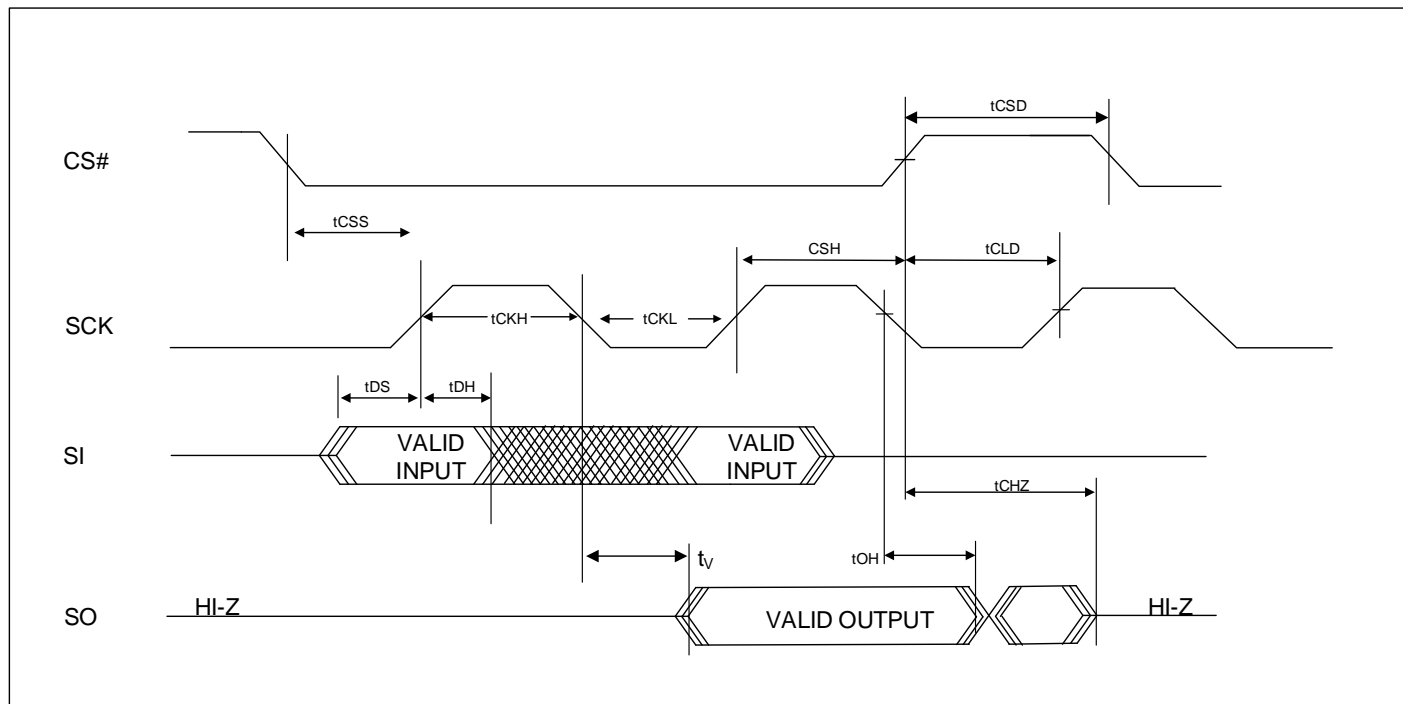 tCSD
CS#
tCSS
CSH
tCLD
SCK
tCKH
tCKL
tDS
tDH
SI
VALID
INPUT
VALID
INPUT
tCHZ
tV
tOH
SO
HI-Z
VALID OUTPUT
HI-Z